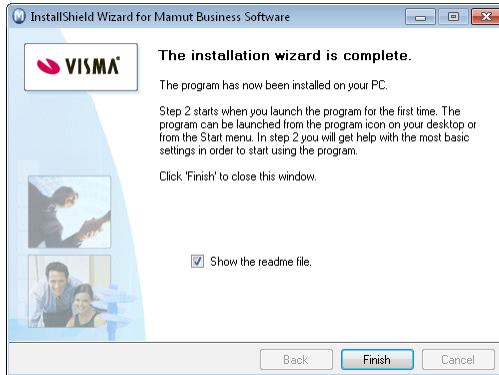 InstallShield Wizard for Mamut Business Software
VISMA
The installation wizard is complete.
The program has now been installed on your PC.
Step 2 starts when you launch the program for the first time. The
program can be launched from the program icon on your desktop or
from the Start menu. In step 2 you will get help with the most basic
settings in order to start using the program.
Click 'Finish' to close this window.
Show the readme file.
Back
Finish
Cancel